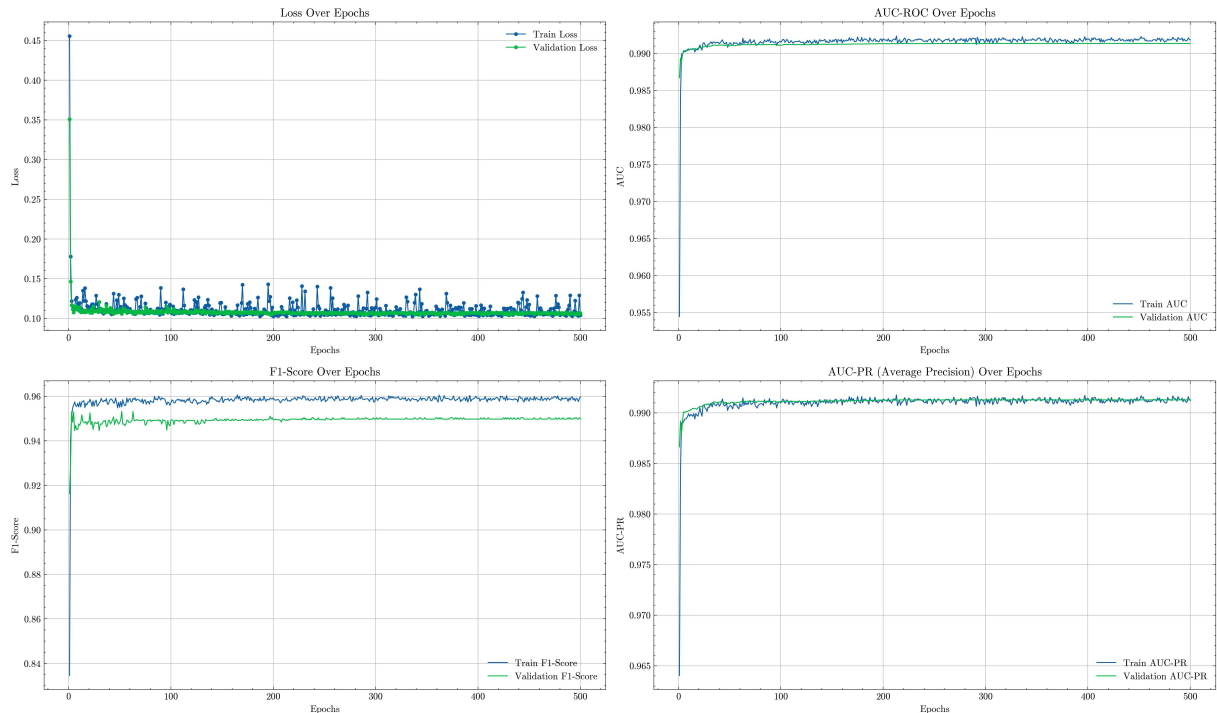 Loss Over Epochs
Train Loss
Validation Loss
0.45
0.40
0.35
0.30
0.25
0.20
0.15
0.10
Loss
0
100
200
300
400
500
Epochs
AUC-ROC Over Epochs
0.990
0.985
0.980
0.975
0.970
0.965
0.960
0.955
AUC
Train AUC
Validation AUC
0
100
200
300
400
500
Epochs
F1-Score Over Epochs
0.96
0.94
0.92
0.90
0.88
0.86
0.84
F1-Score
Train F1-Score
Validation F1-Score
0
100
200
300
400
500
Epochs
AUC-PR (Average Precision) Over Epochs
0.990
0.985
0.980
0.975
0.970
0.965
AUC-PR
Train AUC-PR
Validation AUC-PR
0
100
200
300
400
500
Epochs